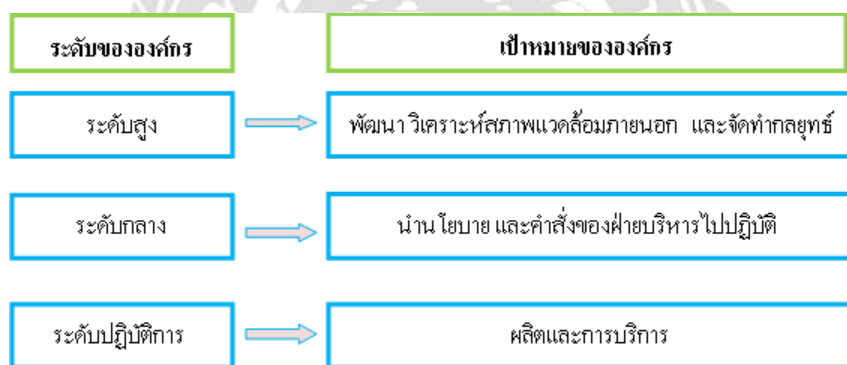 ระดับขององค์กร
เป้าหมายขององค์กร
ระดับสูง
พัฒนา วิเคราะห์สภาพแวดล้อมภายนอก และจัดทำกลยุทธ์
ระดับกลาง
นำนโยบาย และคำสั่งของฝ่ายบริหารไปปฏิบัติ
ระดับปฏิบัติการ
ผลิตและการบริการ